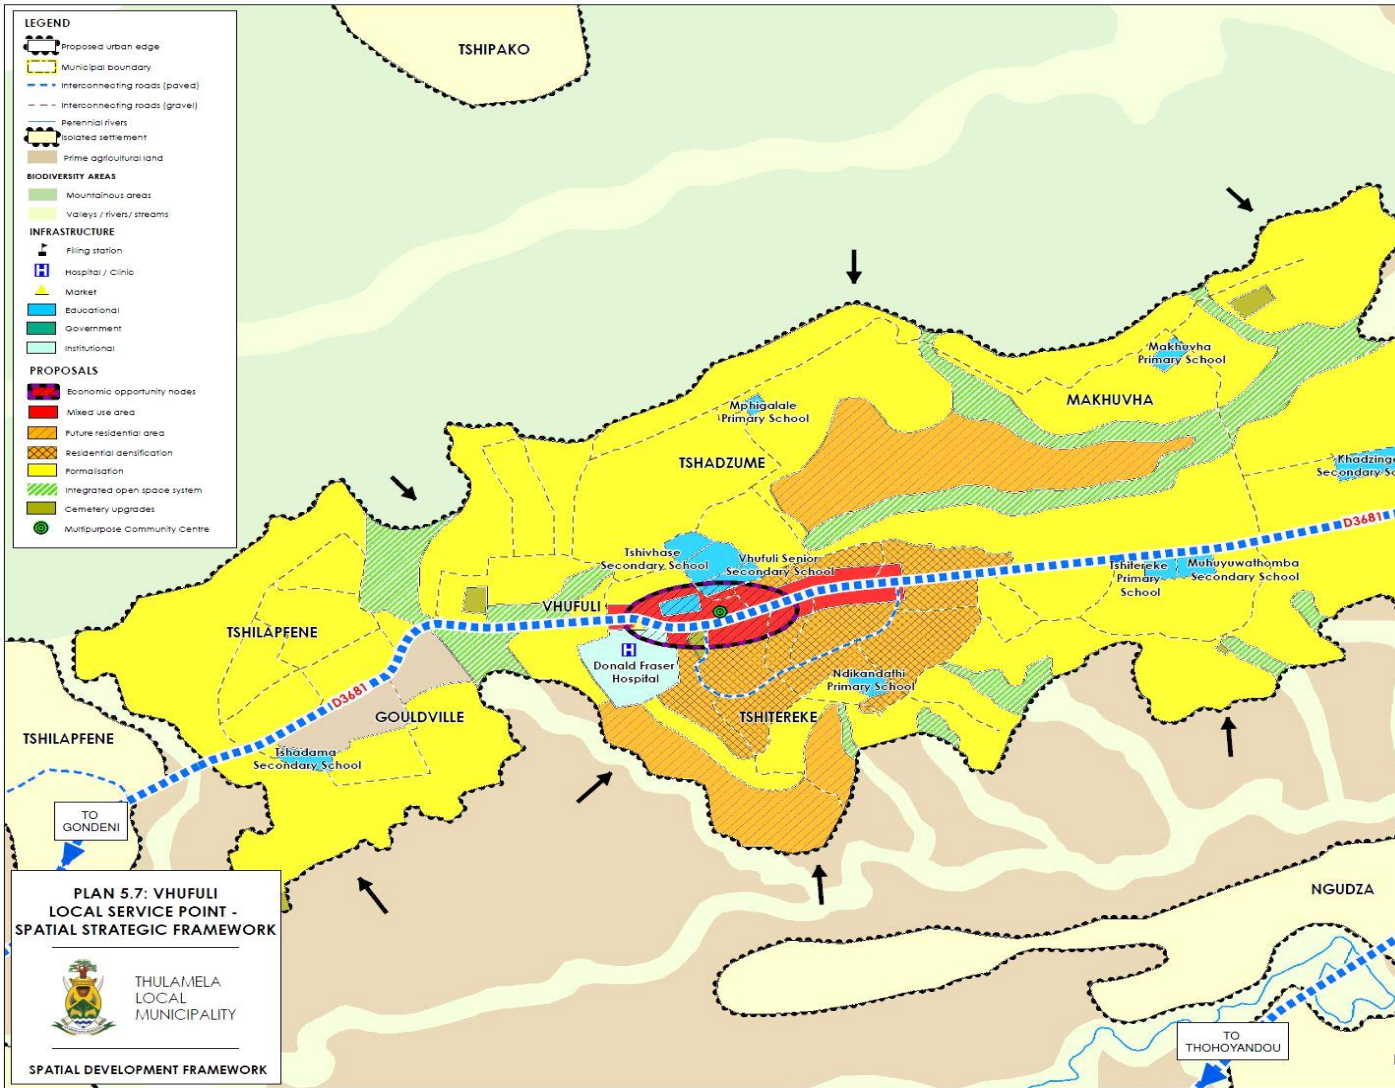 LEGEND
Proposed urban edge
Municipal boundary
Interconnecting roads (paved)
Interconnecting roads (gravel)
Perennial rivers
Isolated settlement
Prime agricultural land
BIODIVERSITY AREAS
Mountainous areas
Valleys / rivers/ streams
INFRASTRUCTURE
Filing station
H
Hospital / Clinic
Market
Educational
Government
Institutional
PROPOSALS
Economic opportunity nodes
Mixed use area
Future residential area
Residential densification
Formalisation
Integrated open space system
Cemetery upgrades
Multipurpose Community Centre
TSHIPAKO
Makhuvha
Primary School
MAKHUVHA
Mphigalale
Primary School
TSHADZUME
Khadzinge
Secondary Sc
D3681
Tshivhase
Secondary School
Vhufuli Senior
Secondary School
Tshitereke
Primary
School
Muhuyuwathomba
Secondary School
VHUFULI
TSHILAPFENE
H
Donald Fraser
Hospital
Ndikandafhi
Primary School
D3681
GOULDVILLE
TSHITEREKE
TSHILAPFENE
Tshadama
Secondary School
TO
GONDENI
NGUDZA
TO
THOHOYANDOU
PLAN 5.7: VHUFULI
LOCAL SERVICE POINT -
SPATIAL STRATEGIC FRAMEWORK
THULAMELA
LOCAL
MUNICIPALITY
SPATIAL DEVELOPMENT FRAMEWORK